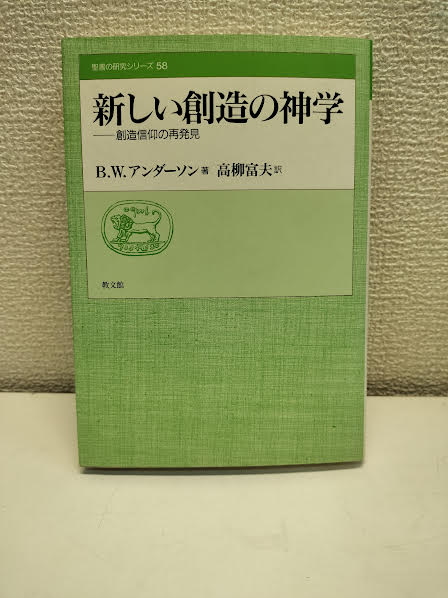 聖書の研究シリーズ 58
新しい創造の神学
──創造信仰の再発見
B.W.アンダーソン 著 高柳富夫 訳
教文館